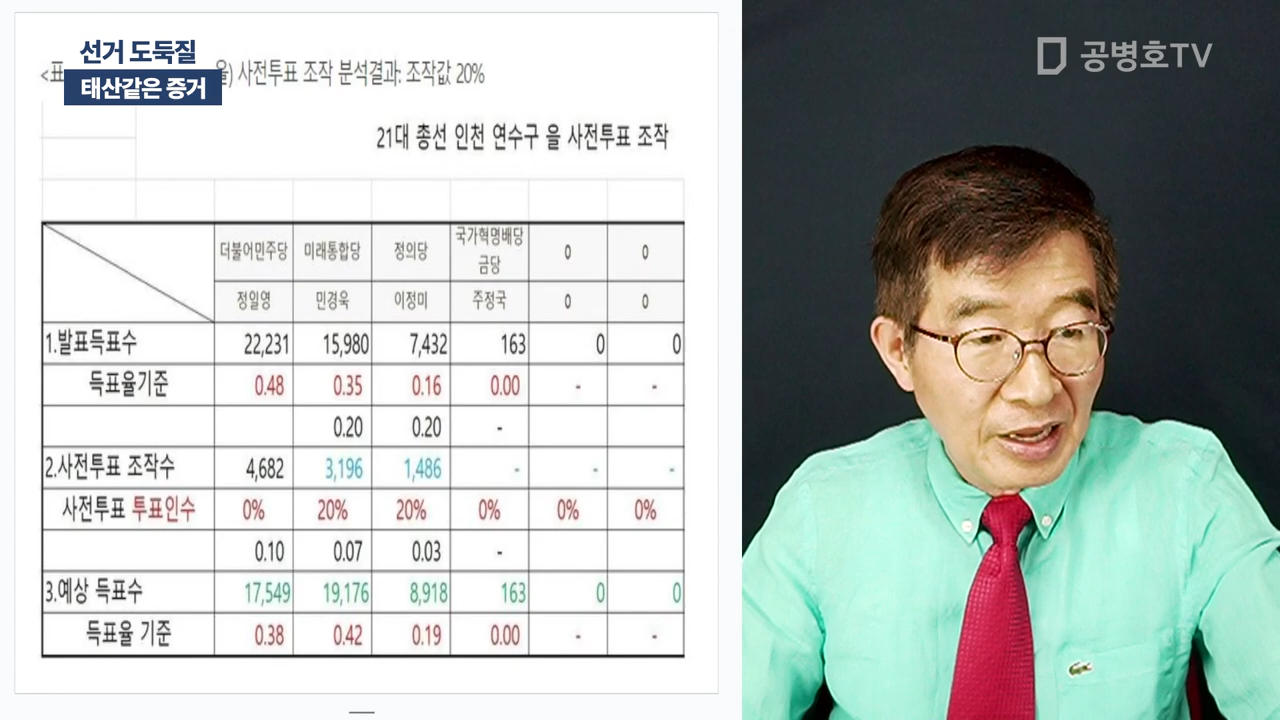 선거 도둑질
태산같은 증거
<표 율) 사전투표 조작 분석결과: 조작값 20%
공병호TV
21대 총선 인천 연수구 을 사전투표 조작
더불어민주당 미래통합당 정의당 국가혁명배당금당 0 0
정일영 민경욱 이정미 주정국 0 0
1.발표득표수 22,231 15,980 7,432 163 0 0
득표율기준 0.48 0.35 0.16 0.00 - -
0.20 0.20 -
2.사전투표 조작수 4,682 3,196 1,486 - - -
사전투표 투표인수 0% 20% 20% 0% 0% 0%
0.10 0.07 0.03 -
3.예상 득표수 17,549 19,176 8,918 163 0 0
득표율 기준 0.38 0.42 0.19 0.00 - -